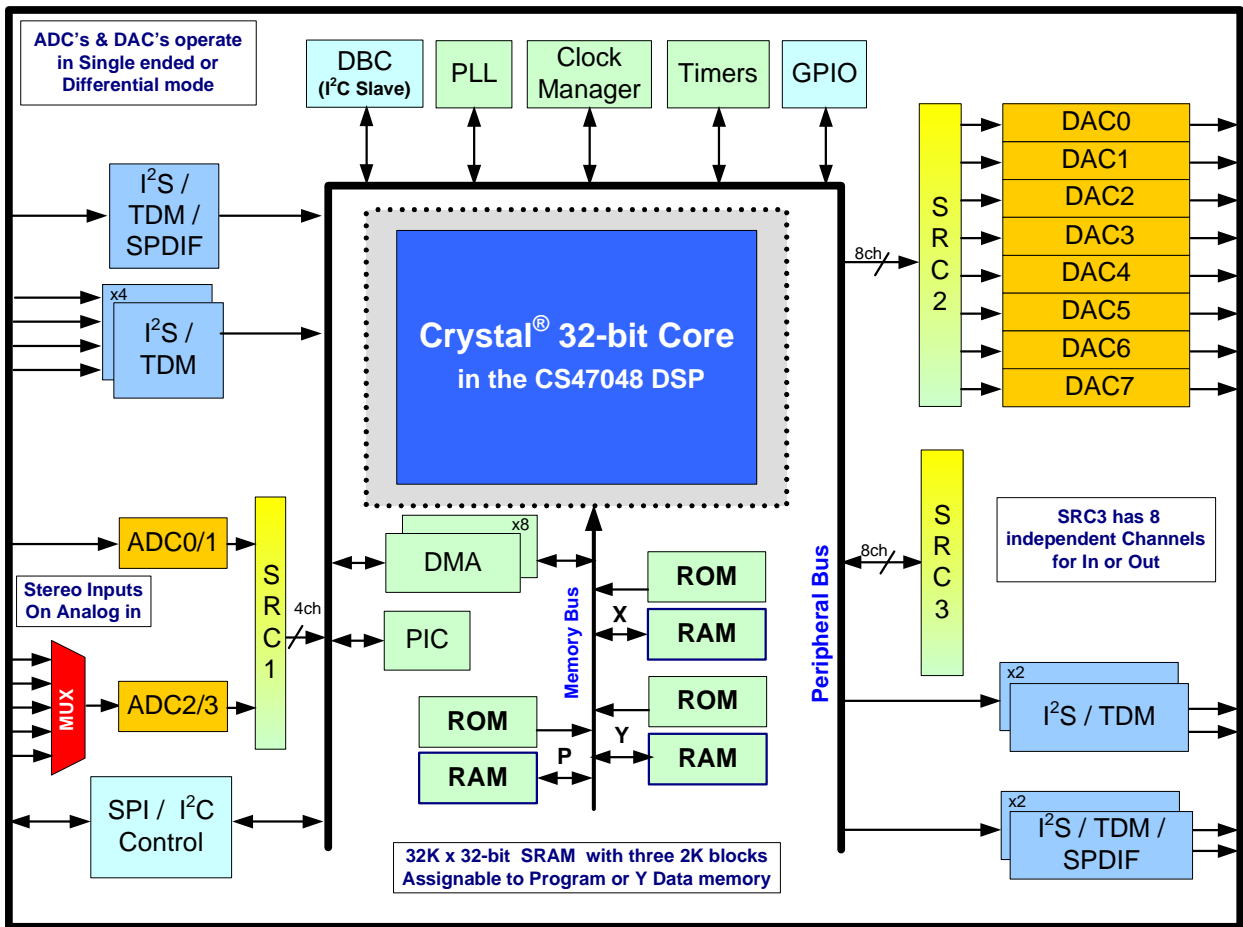 ADC's & DAC's operate
in Single ended or
Differential mode
DBC
(I²C Slave)
PLL
Clock
Manager
Timers
GPIO
I²S /
TDM /
SPDIF
x4
I²S /
TDM
Crystal® 32-bit Core
in the CS47048 DSP
8ch
SRC2
DAC0
DAC1
DAC2
DAC3
DAC4
DAC5
DAC6
DAC7
ADC0/1
Stereo Inputs
On Analog in
MUX
ADC2/3
SRC1
4ch
x8
DMA
PIC
Memory Bus
ROM
X
RAM
ROM
Y
RAM
ROM
P
RAM
Peripheral Bus
8ch
SRC3
SRC3 has 8
independent Channels
for In or Out
x2
I²S / TDM
x2
I²S / TDM /
SPDIF
SPI / I²C
Control
32K x 32-bit SRAM with three 2K blocks
Assignable to Program or Y Data memory